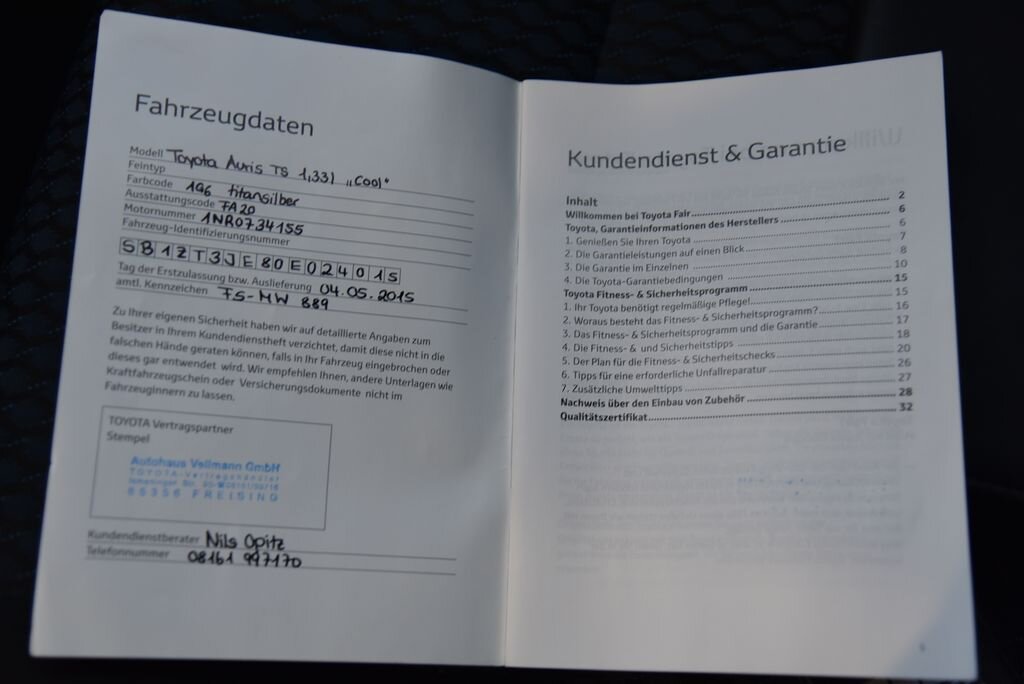 Fahrzeugdaten
Modell Toyota Auris TS 1,33l „Cool“
Feintyp
Farbcode 1G6 titansilber
Ausstattungscode FA20
Motornummer 1NR0734155
Fahrzeug-Identifizierungsnummer
SB1ZT3JE80E024015
Tag der Erstzulassung bzw. Auslieferung 04.05.2015
amtl. Kennzeichen FS-MW 889
Zu Ihrer eigenen Sicherheit haben wir auf detaillierte Angaben zum
Besitzer in Ihrem Kundendienstheft verzichtet, damit diese nicht in die
falschen Hände geraten können, falls in Ihr Fahrzeug eingebrochen oder
dieses gar entwendet wird. Wir empfehlen Ihnen, andere Unterlagen wie
Kraftfahrzeugschein oder Versicherungsdokumente nicht im
Fahrzeuginnern zu lassen.
TOYOTA Vertragspartner
Stempel
Autohaus Vellmann GmbH
TOYOTA-Vertragshändler
Ismaninger Str.
85356 FREISING
Kundendienstberater Nils Opitz
Telefonnummer 08161 997170
Kundendienst & Garantie
Inhalt
Willkommen bei Toyota Fair 2
Toyota, Garantieinformationen des Herstellers 6
1. Genießen Sie Ihren Toyota 6
2. Die Garantieleistungen auf einen Blick 7
3. Die Garantie im Einzelnen 8
4. Die Toyota-Garantiebedingungen 10
Toyota Fitness- & Sicherheitsprogramm 15
1. Ihr Toyota benötigt regelmäßige Pflege! 15
2. Woraus besteht das Fitness- & Sicherheitsprogramm? 16
3. Das Fitness- & Sicherheitsprogramm und die Garantie 17
4. Die Fitness- & und Sicherheitstipps 18
5. Der Plan für die Fitness- & Sicherheitschecks 20
6. Tipps für eine erforderliche Unfallreparatur 26
7. Zusätzliche Umwelttipps 27
Nachweis über den Einbau von Zubehör 28
Qualitätszertifikat 32